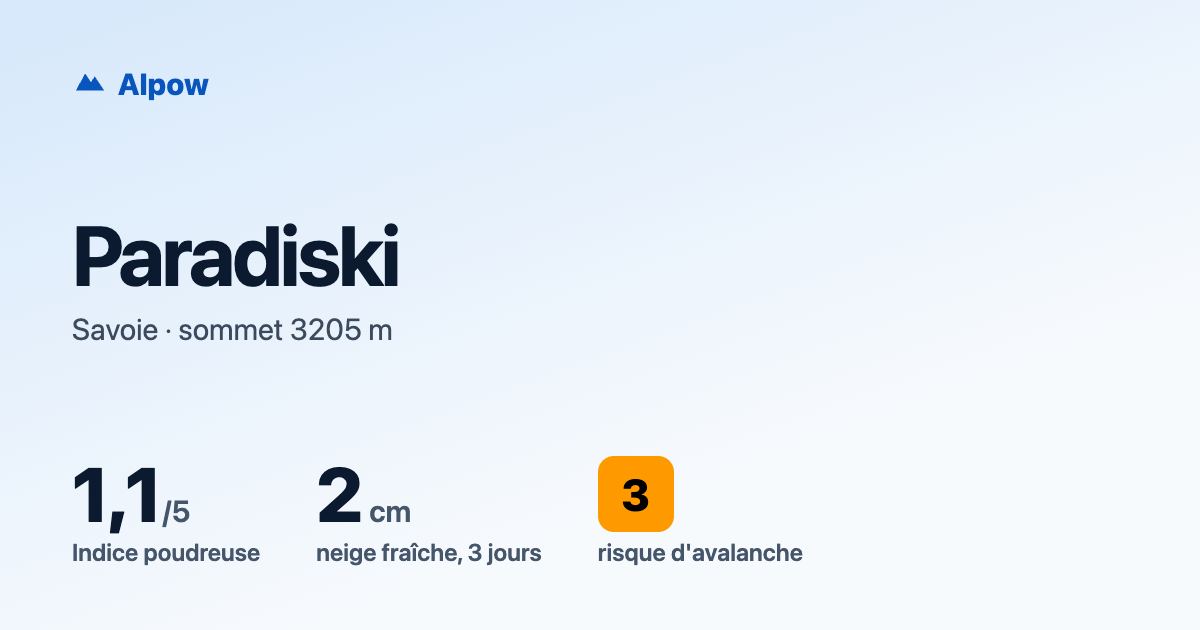 Alpow
Paradiski
Savoie · sommet 3205 m
1,1/5
Indice poudreuse
2 cm
neige fraîche, 3 jours
3
risque d'avalanche